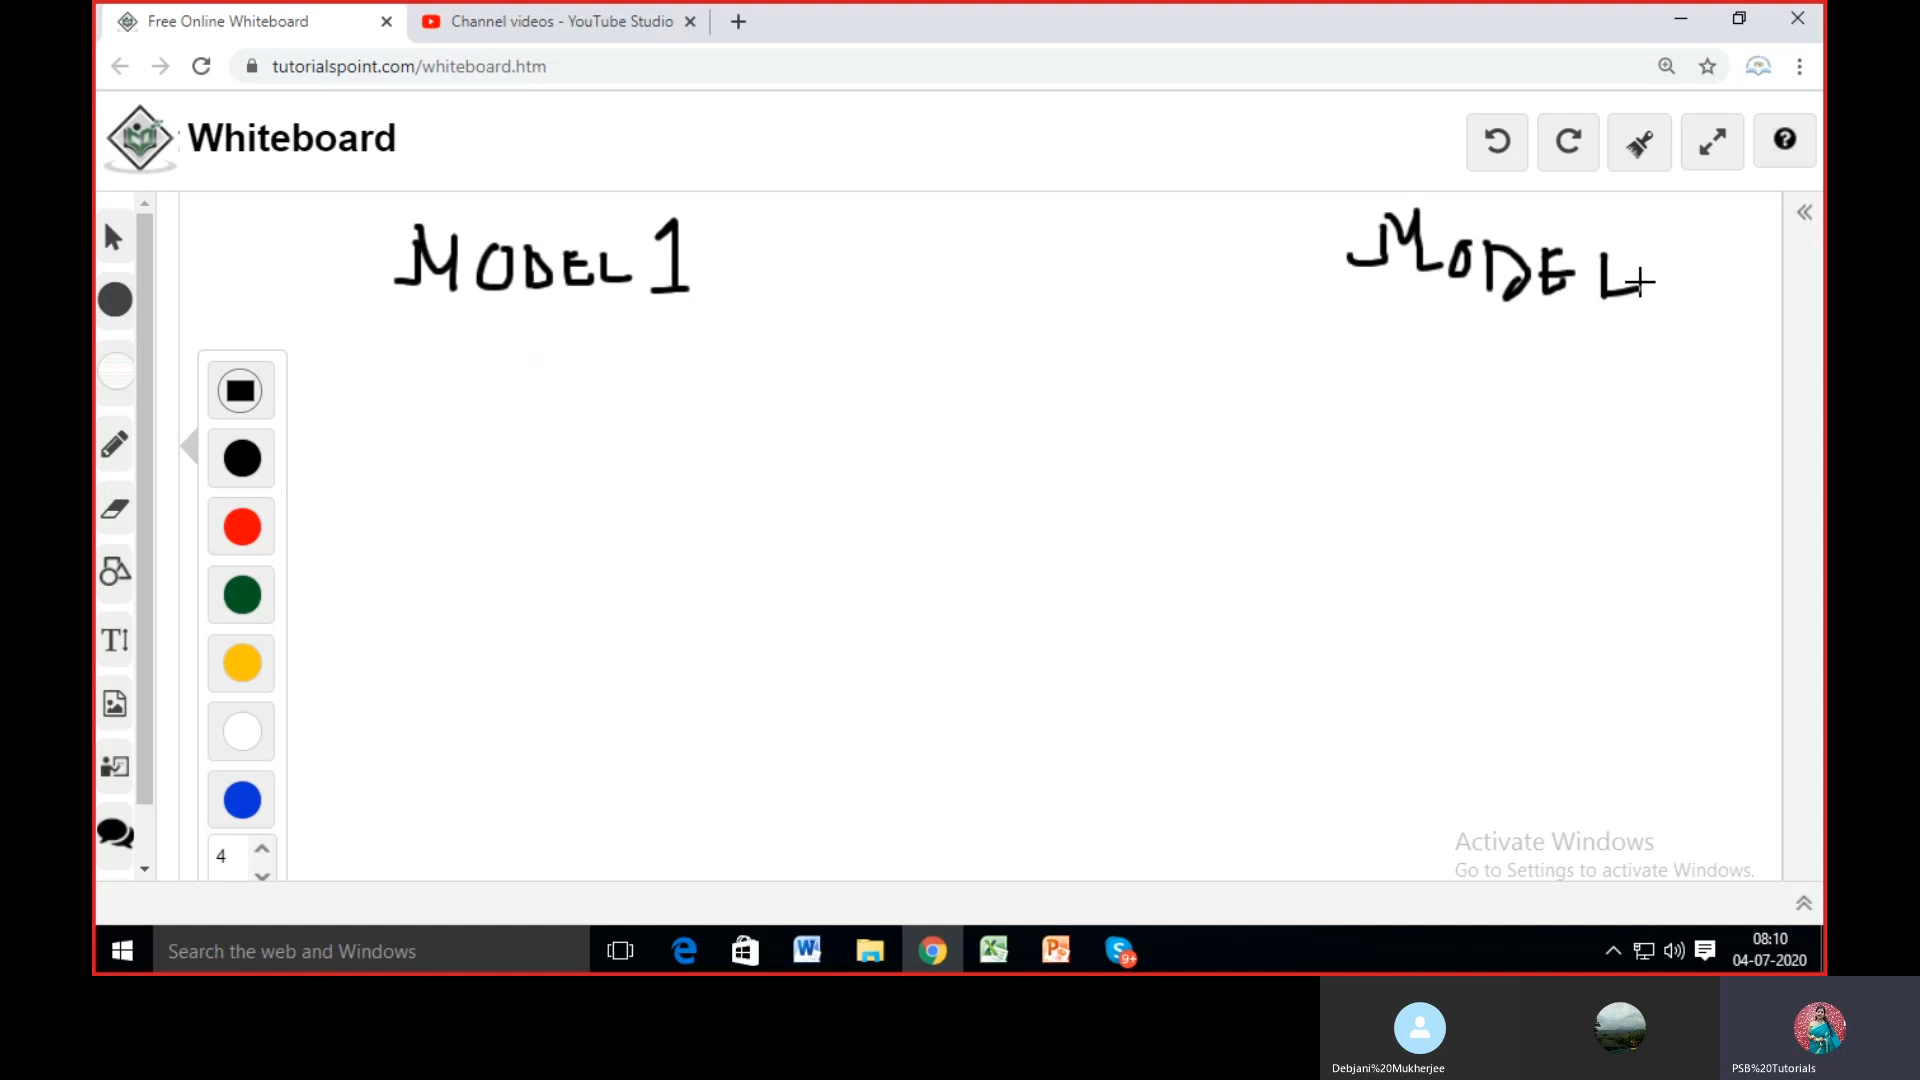 Free Online Whiteboard
Channel videos - YouTube Studio
tutorialspoint.com/whiteboard.htm
Whiteboard
MODEL 1
MODEL
TI
4
Activate Windows
Go to Settings to activate Windows.
Search the web and Windows
9+
08:10
04-07-2020
Debjani%20Mukherjee
PSB%20Tutorials